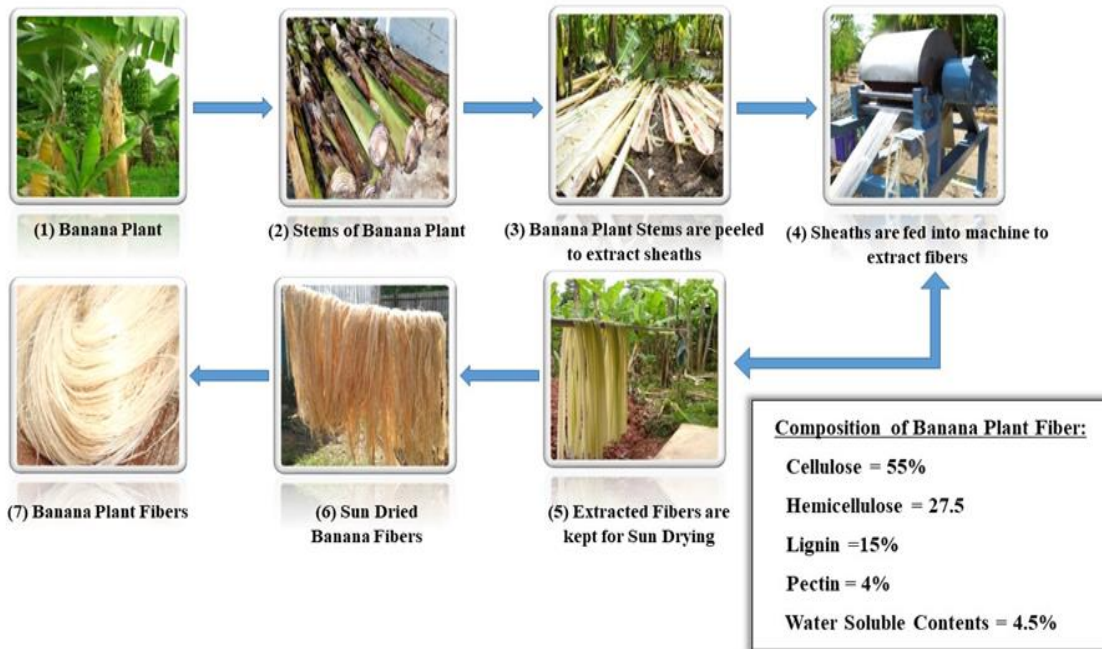 (1) Banana Plant
(2) Stems of Banana Plant
(3) Banana Plant Stems are peeled
to extract sheaths
(4) Sheaths are fed into machine to
extract fibers
(5) Extracted Fibers are
kept for Sun Drying
(6) Sun Dried
Banana Fibers
(7) Banana Plant Fibers
Composition of Banana Plant Fiber:
Cellulose = 55%
Hemicellulose = 27.5
Lignin =15%
Pectin = 4%
Water Soluble Contents = 4.5%